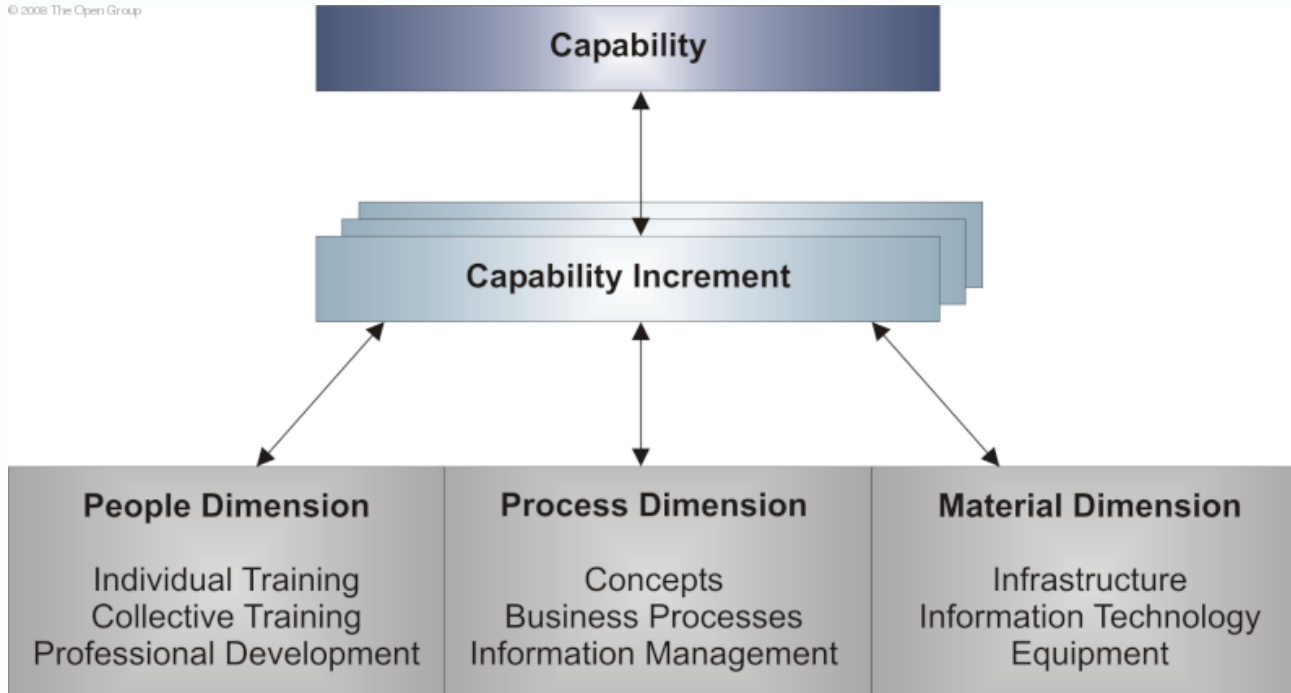 © 2008 The Open Group
Capability
Capability Increment
People Dimension
Individual Training
Collective Training
Professional Development
Process Dimension
Concepts
Business Processes
Information Management
Material Dimension
Infrastructure
Information Technology
Equipment